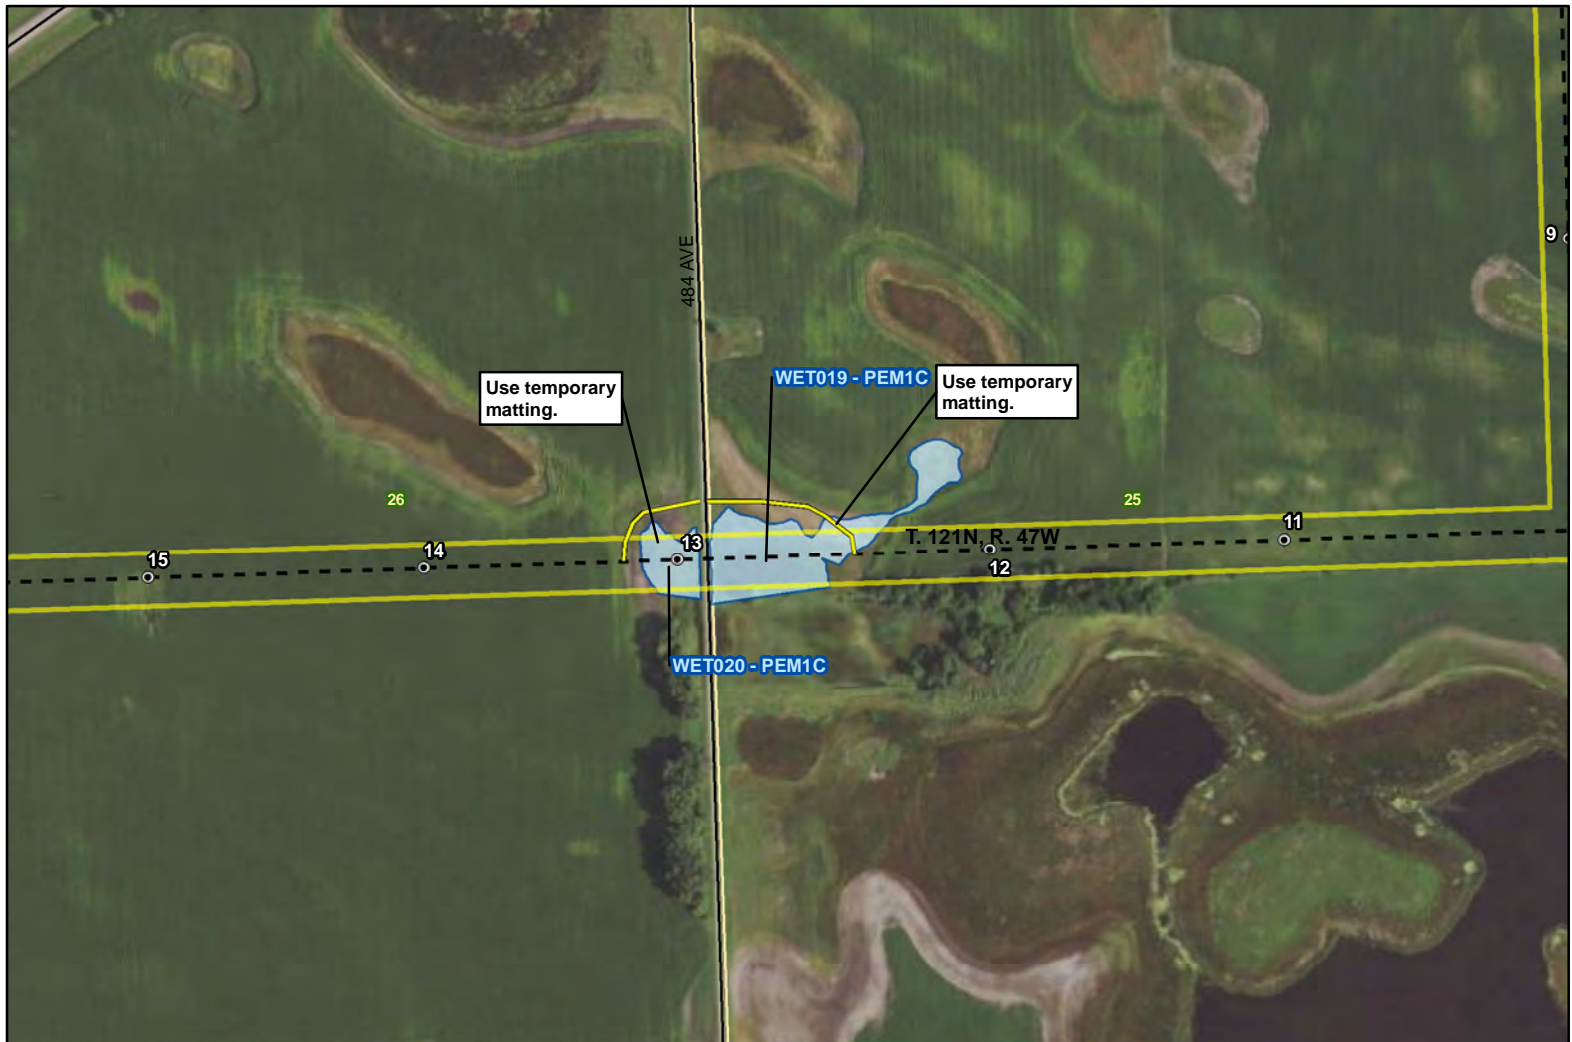 9
484 AVE
WET019 - PEM1C
Use temporary
matting.
Use temporary
matting.
26
25
T. 121N, R. 47W
11
13
14
15
12
WET020 - PEM1C